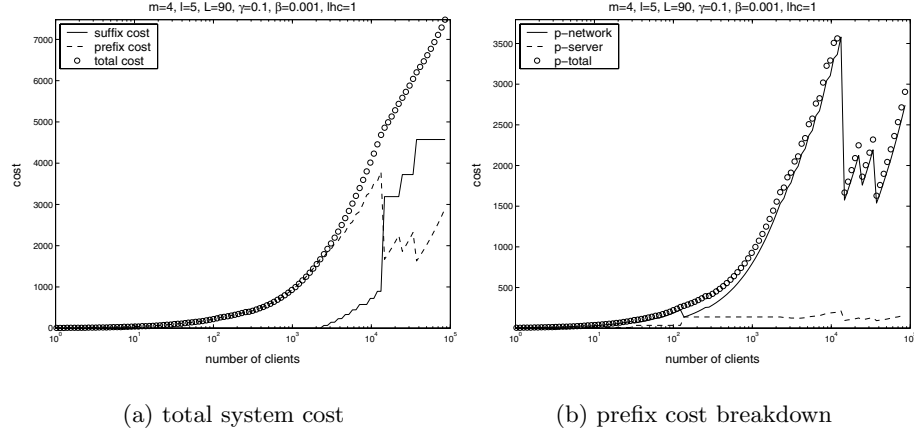 m=4, l=5, L=90, γ=0.1, β=0.001, lhc=1
suffix cost
prefix cost
total cost
7000
6000
5000
4000
3000
2000
1000
0
cost
10^0
10^1
10^2
10^3
10^4
10^5
number of clients
(a) total system cost
m=4, l=5, L=90, γ=0.1, β=0.001, lhc=1
p-network
p-server
p-total
3500
3000
2500
2000
1500
1000
500
0
cost
10^0
10^1
10^2
10^3
10^4
10^5
number of clients
(b) prefix cost breakdown